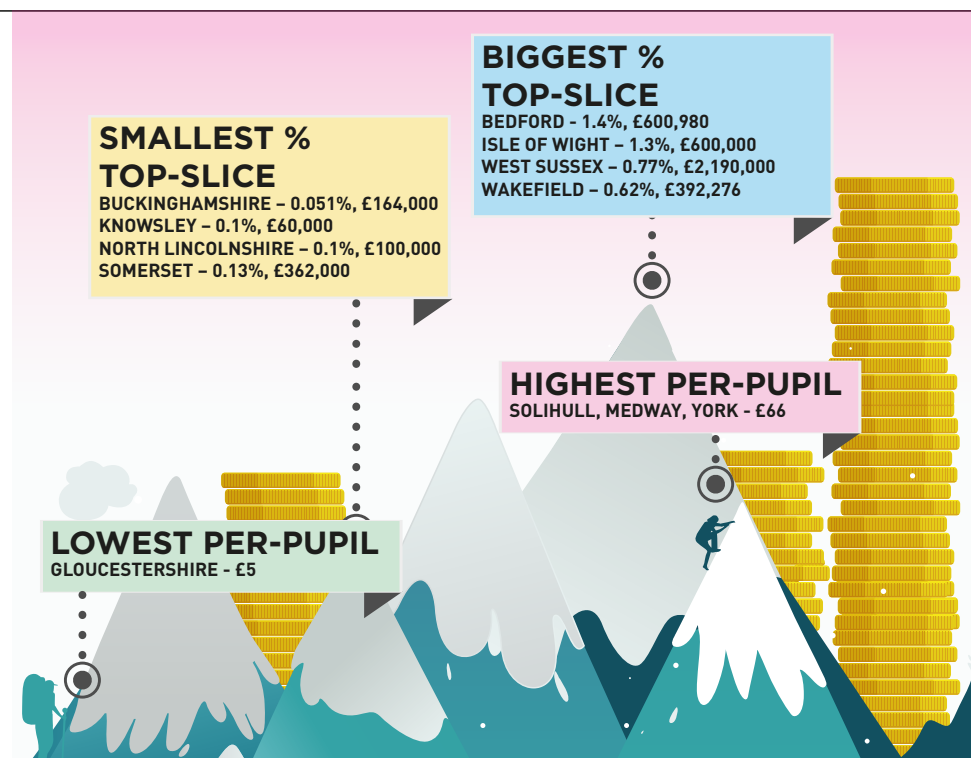 SMALLEST %
TOP-SLICE
BUCKINGHAMSHIRE – 0.051%, £164,000
KNOWSLEY – 0.1%, £60,000
NORTH LINCOLNSHIRE – 0.1%, £100,000
SOMERSET – 0.13%, £362,000
BIGGEST %
TOP-SLICE
BEDFORD - 1.4%, £600,980
ISLE OF WIGHT – 1.3%, £600,000
WEST SUSSEX – 0.77%, £2,190,000
WAKEFIELD – 0.62%, £392,276
HIGHEST PER-PUPIL
SOLIHULL, MEDWAY, YORK - £66
LOWEST PER-PUPIL
GLOUCESTERSHIRE - £5